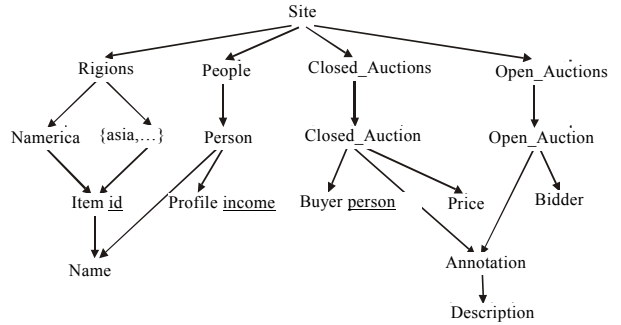 Site
Rigions People Closed_Auctions Open_Auctions
Namerica {asia,...} Person Closed_Auction Open_Auction
Item id Profile income Buyer person Price Bidder
Name Annotation
Description